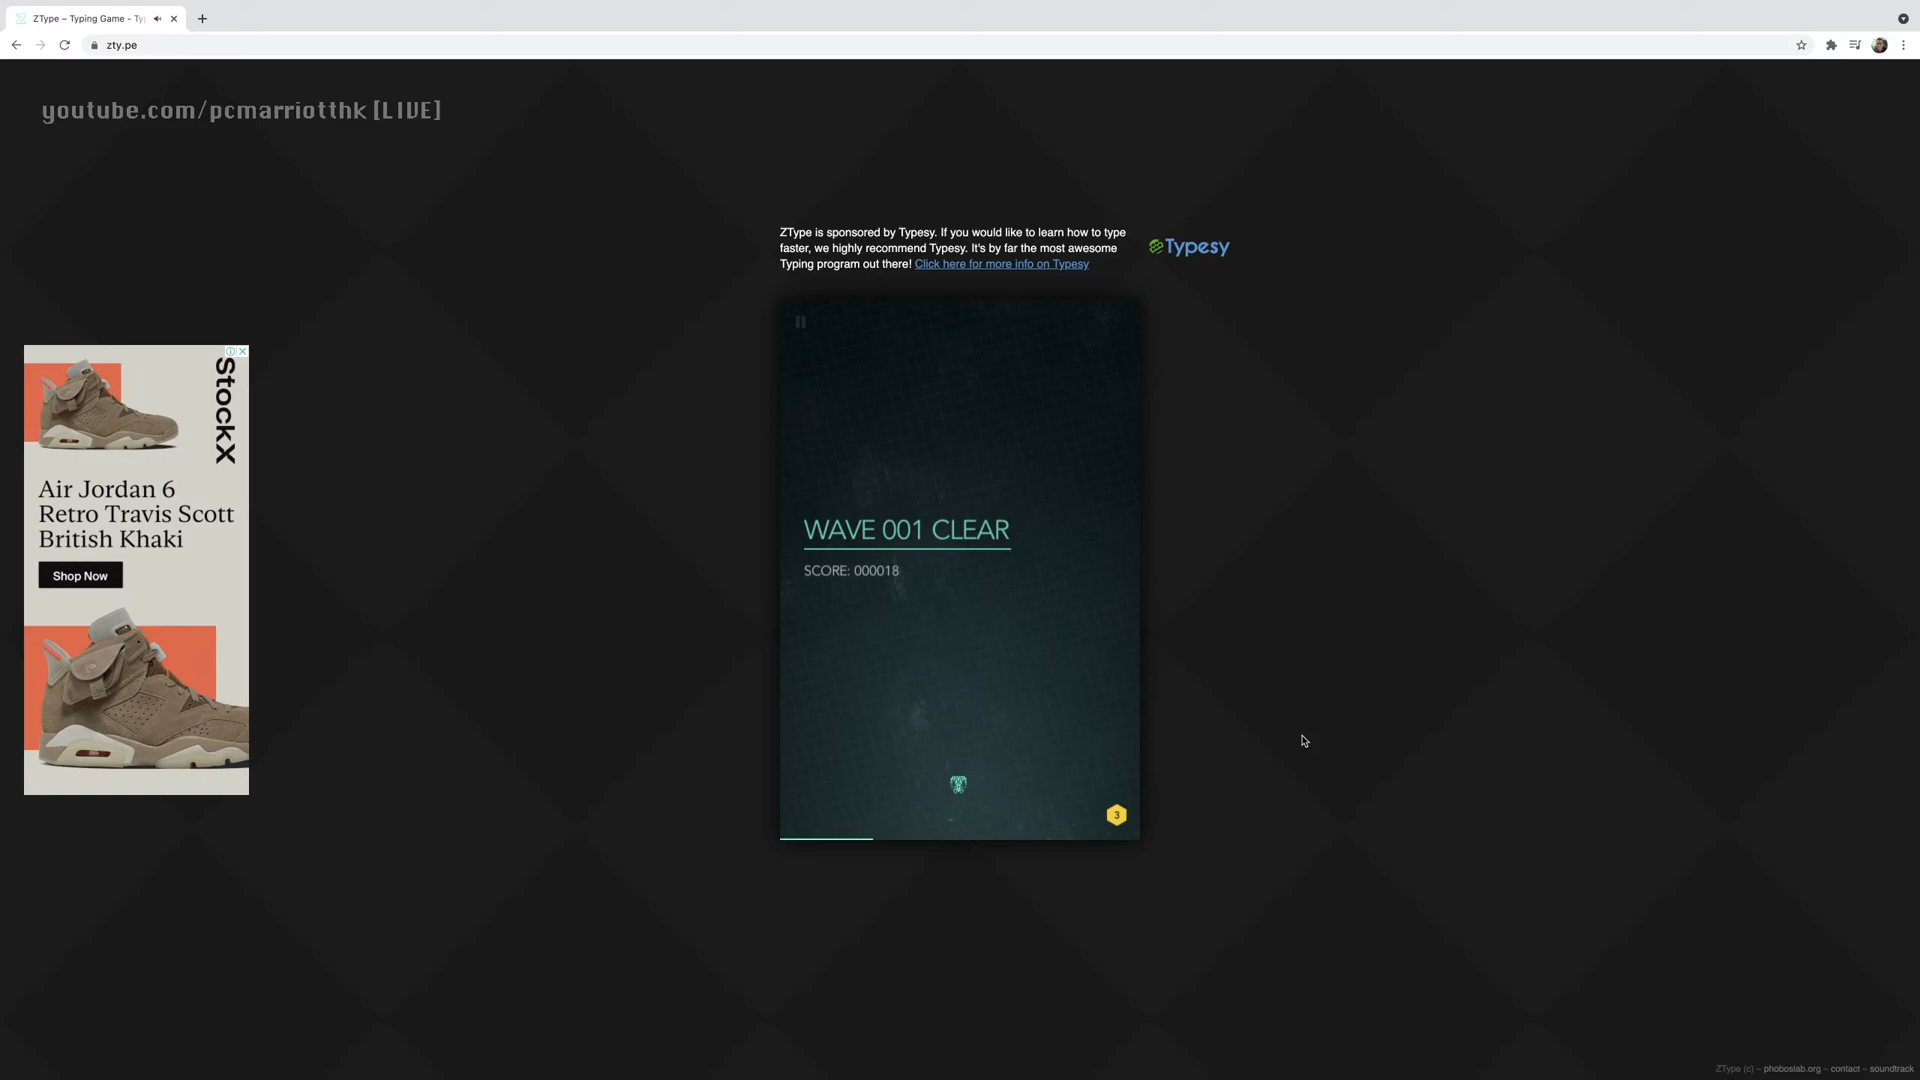 ZType – Typing Game - Ty
zty.pe
youtube.com/pcmarriotthk [LIVE]
ZType is sponsored by Typesy. If you would like to learn how to type
faster, we highly recommend Typesy. It's by far the most awesome
Typing program out there! Click here for more info on Typesy
Typesy
StockX
Air Jordan 6
Retro Travis Scott
British Khaki
Shop Now
WAVE 001 CLEAR
SCORE: 000018
3
ZType (c) – phoboslab.org – contact – soundtrack